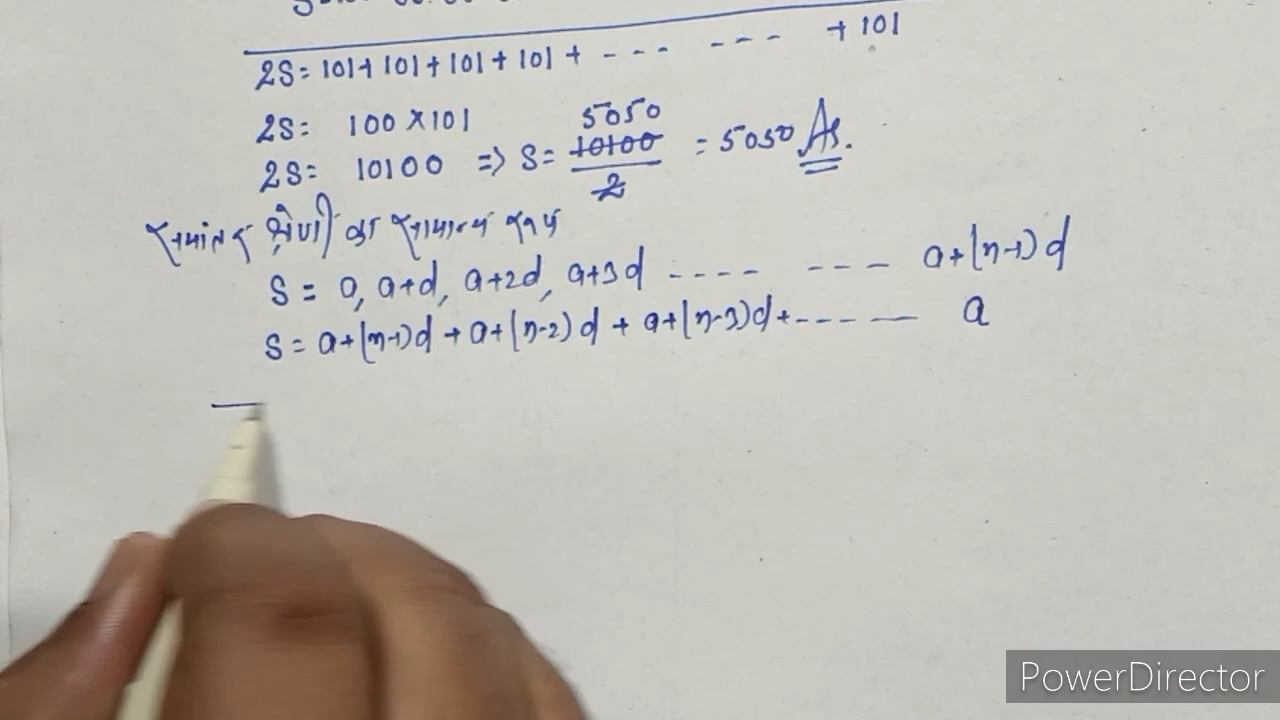 2S= 101+ 101 + 101 + 101 + - - - - - - + 101
2S= 100 × 101
5050
2S= 10100 => S= 10100/2 = 5050 As.
समांतर श्रेणी का सामान्य रूप
S = a, a+d, a+2d, a+3d ---- --- a+(n-1)d
S = a+(n-1)d + a+(n-2)d + a+(n-3)d+---- — a
PowerDirector